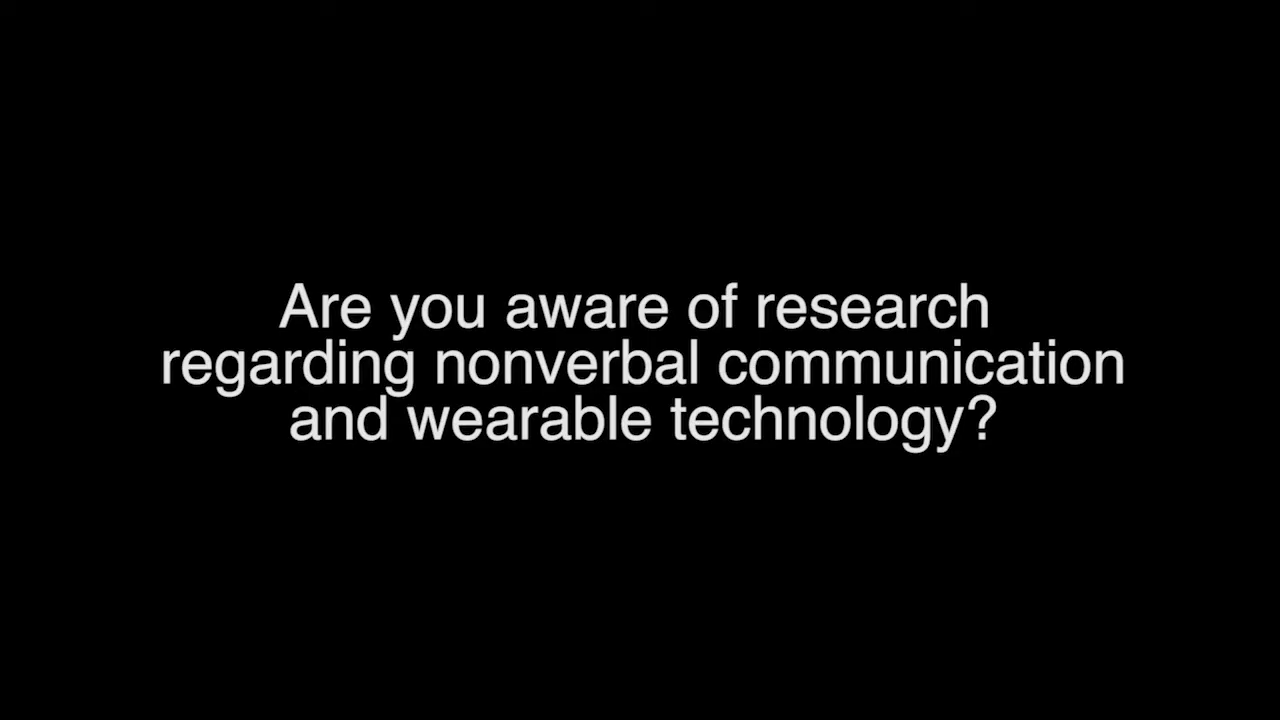 Are you aware of research
regarding nonverbal communication
and wearable technology?